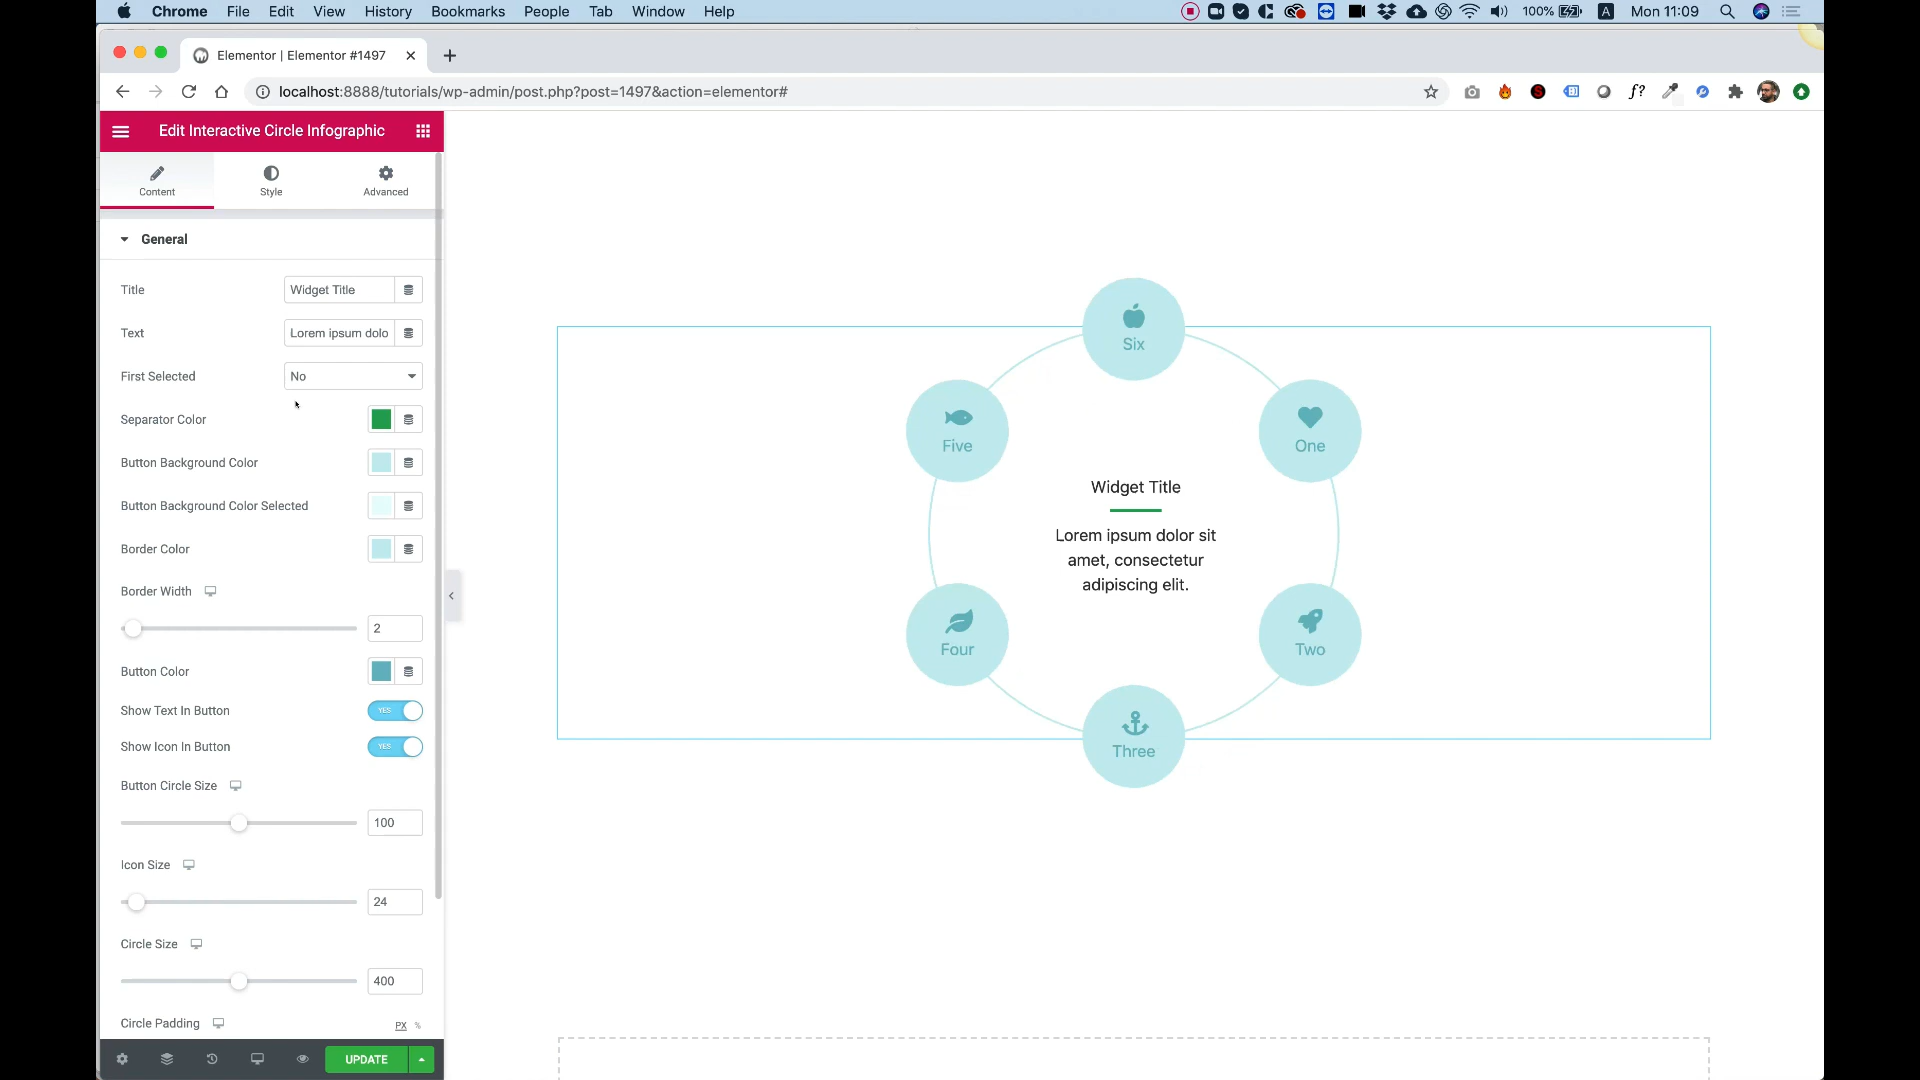 Chrome File Edit View History Bookmarks People Tab Window Help 100% A Mon 11:09
Elementor | Elementor #1497
localhost:8888/tutorials/wp-admin/post.php?post=1497&action=elementor#
S f?
Edit Interactive Circle Infographic
Content Style Advanced
General
Title Widget Title
Text Lorem ipsum dolo
First Selected No
Separator Color
Button Background Color
Button Background Color Selected
Border Color
Border Width
2
Button Color
Show Text In Button YES
Show Icon In Button YES
Button Circle Size
100
Icon Size
24
Circle Size
400
Circle Padding PX %
UPDATE
Six
Five
One
Widget Title
Lorem ipsum dolor sit
amet, consectetur
adipiscing elit.
Four
Two
Three